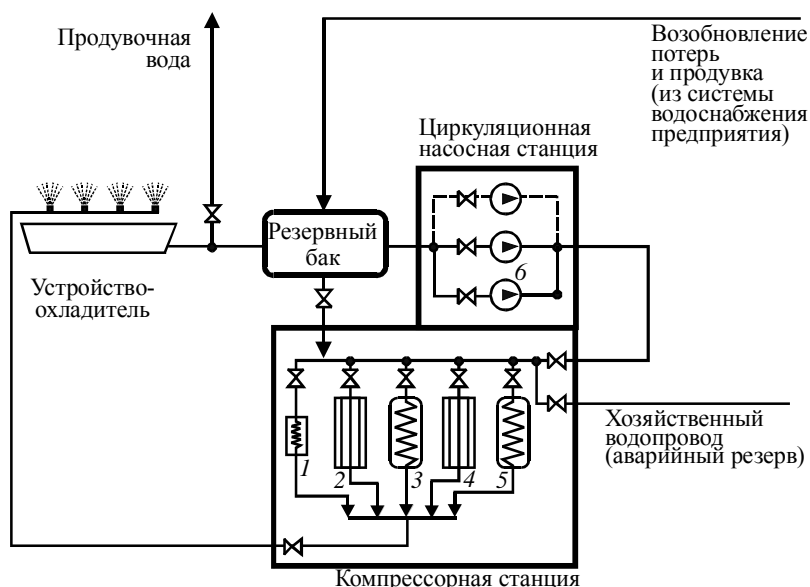 Продувочная
вода
Возобновление
потерь
и продувка
(из системы
водоснабжения
предприятия)
Циркуляционная
насосная станция
Резервный
бак
6
Устройство-
охладитель
1
2
3
4
5
Хозяйственный
водопровод
(аварийный резерв)
Компрессорная станция